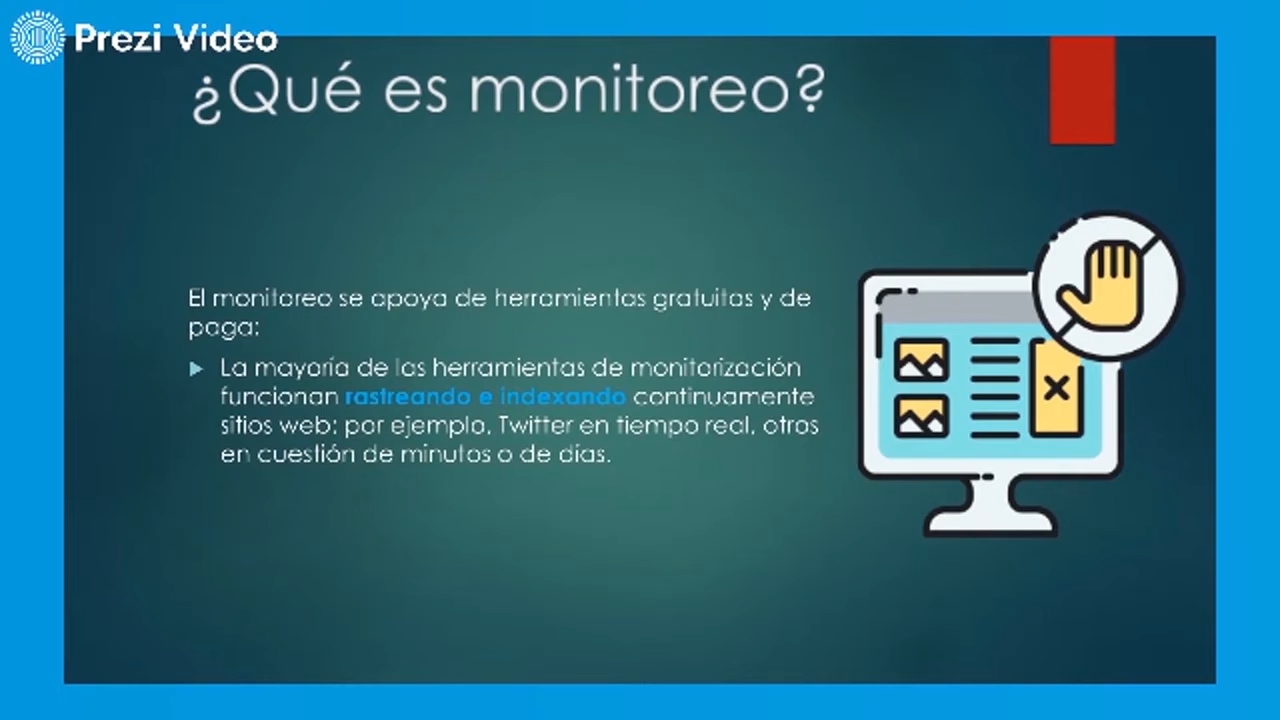 Prezi Video
¿Qué es monitoreo?
El monitoreo se apoya de herramientas gratuitas y de
paga:
La mayoría de las herramientas de monitorización
funcionan rastreando e indexando continuamente
sitios web; por ejemplo, Twitter en tiempo real, otros
en cuestión de minutos o de días.